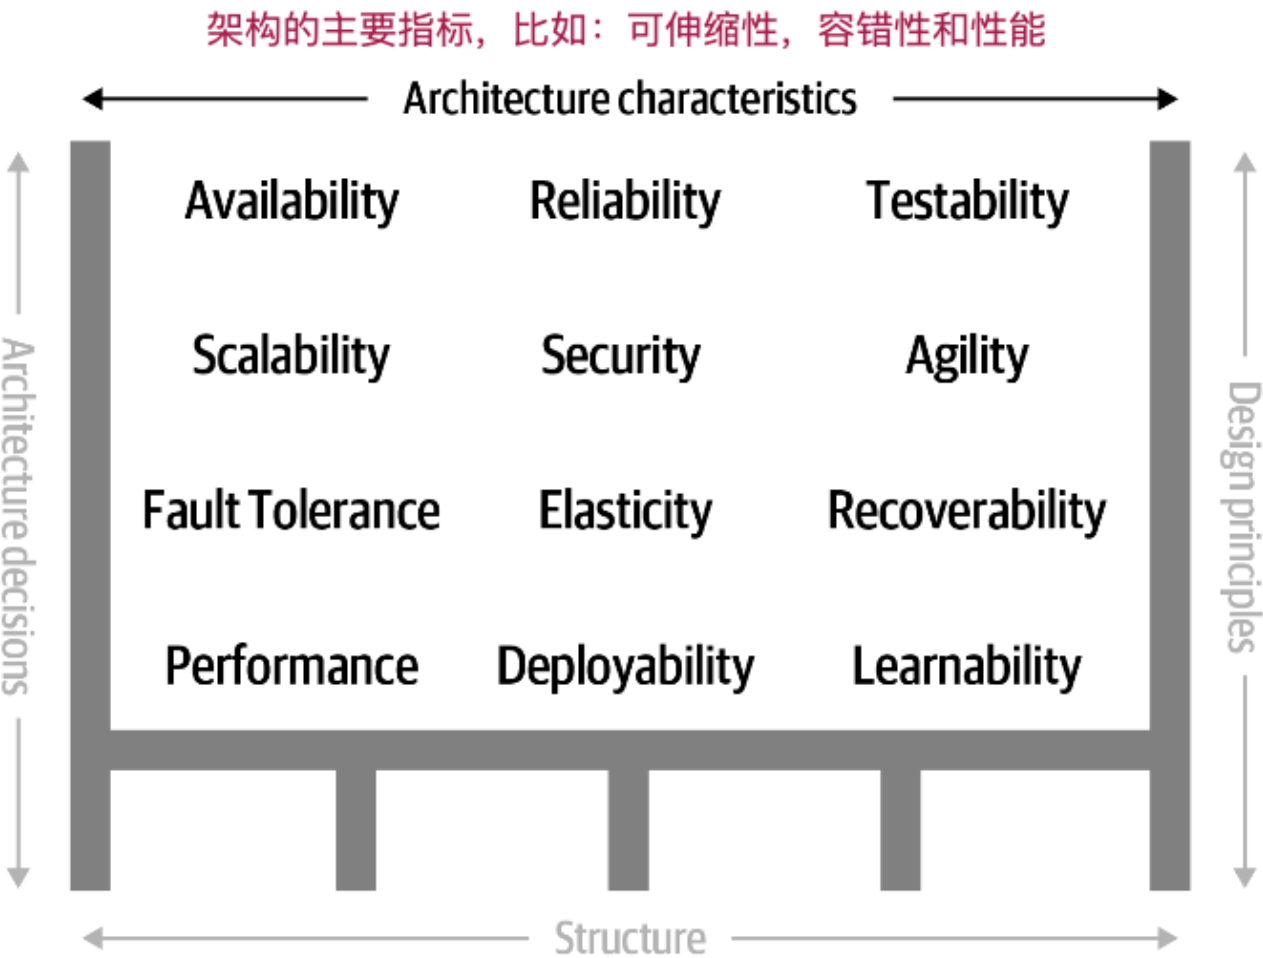 架构的主要指标，比如：可伸缩性，容错性和性能
Architecture characteristics
Availability Reliability Testability
Scalability Security Agility
Fault Tolerance Elasticity Recoverability
Performance Deployability Learnability
Architecture decisions
Design principles
Structure